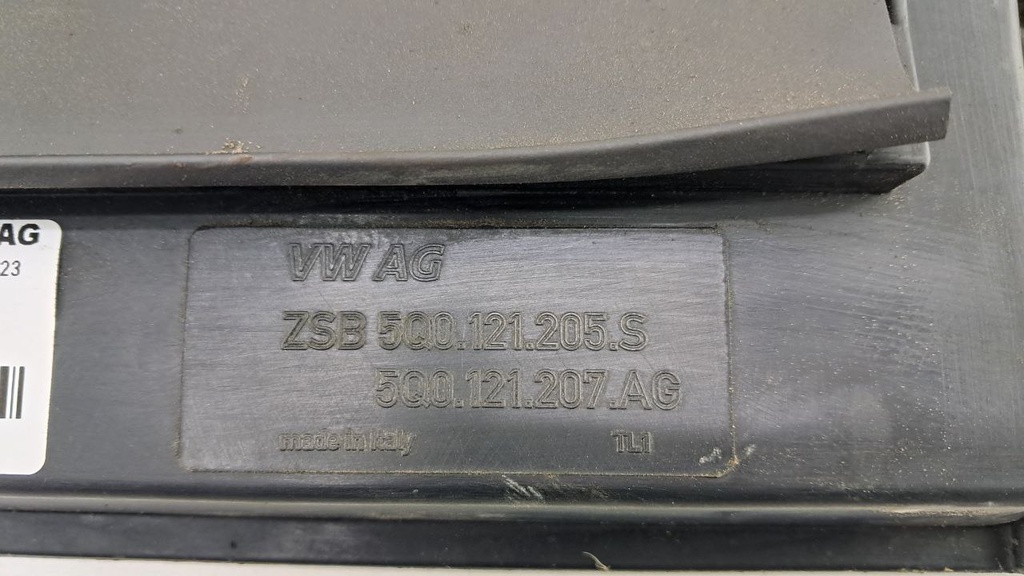 AG
23
VW AG
ZSB 5Q0.121.205.S
5Q0.121.207.AG
made in Italy TL1